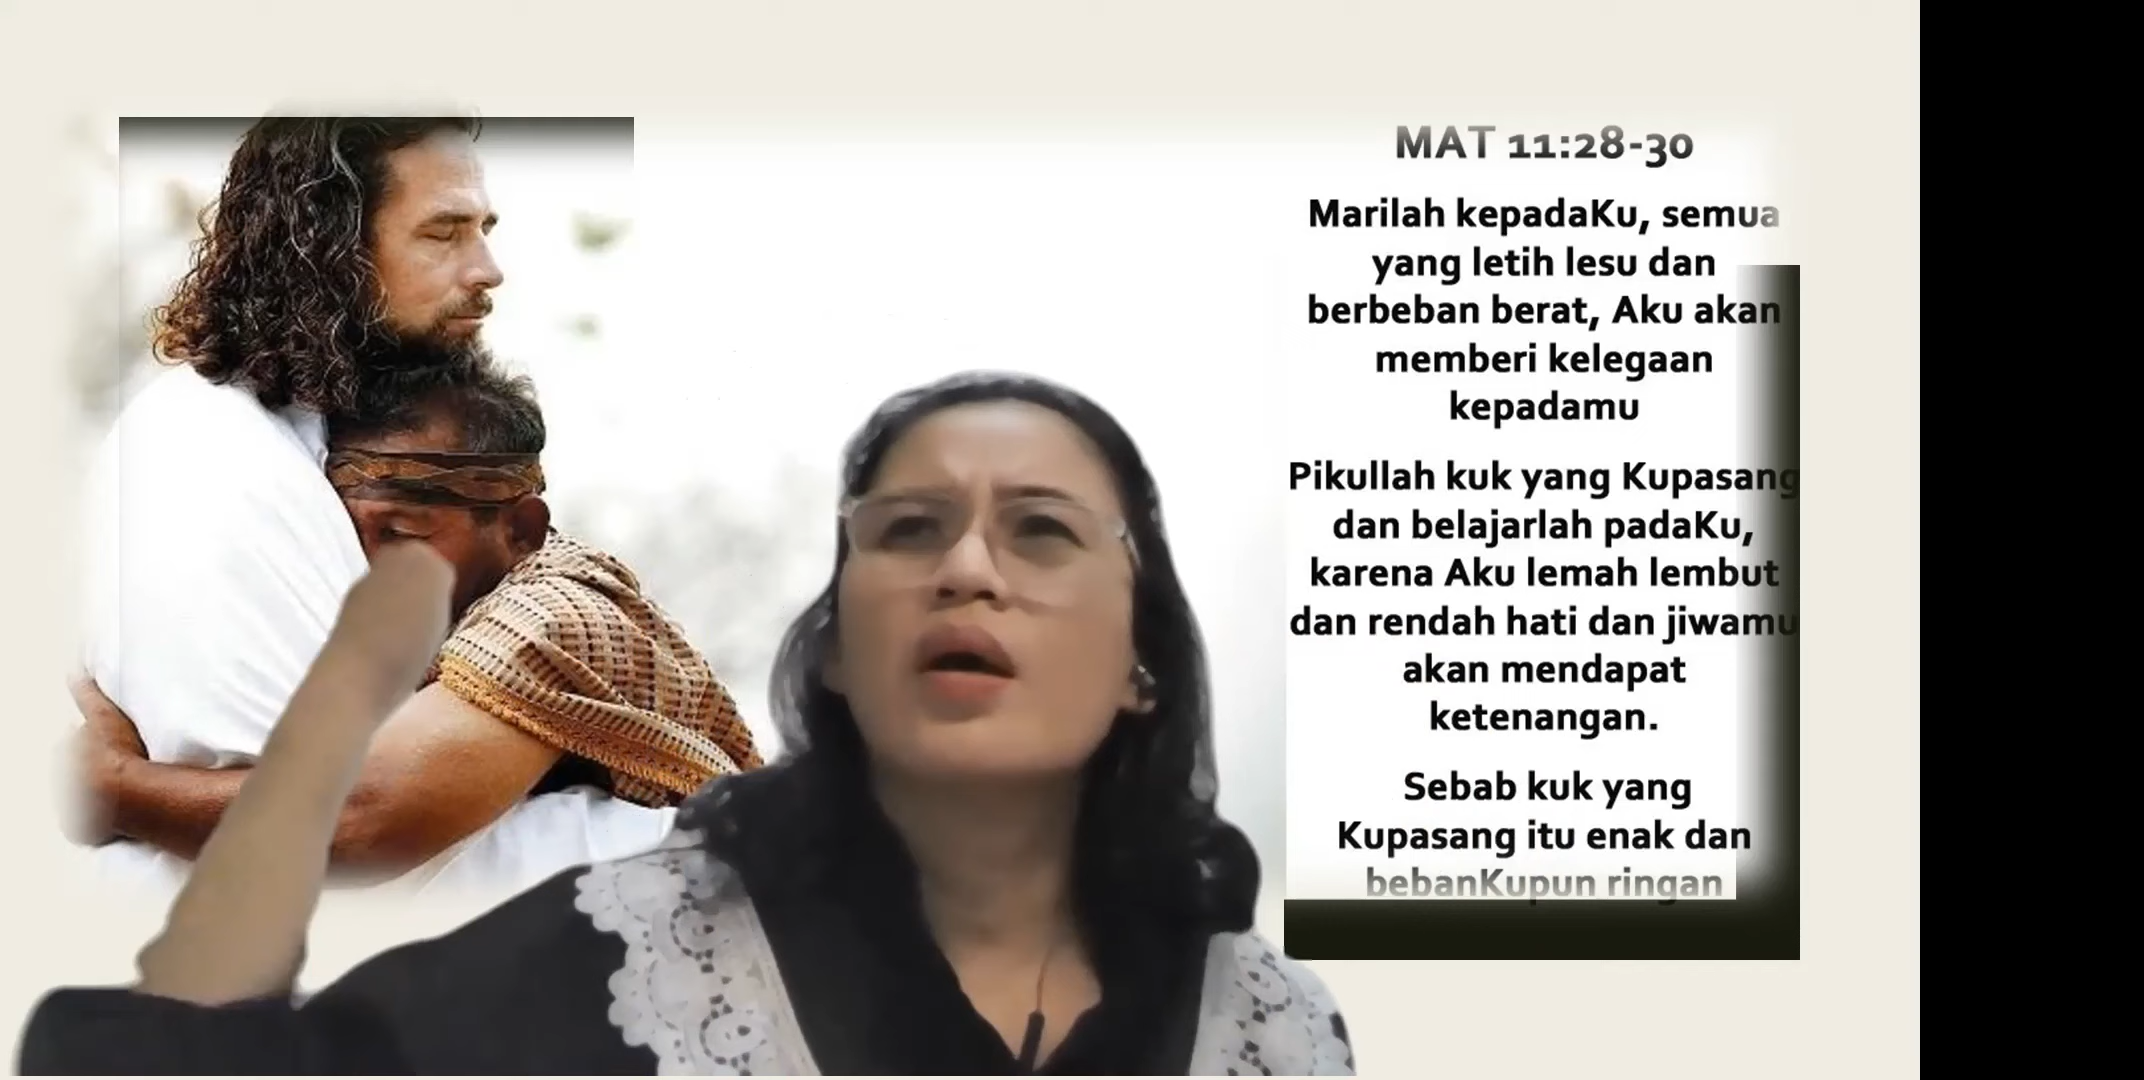 MAT 11:28-30
Marilah kepadaKu, semua
yang letih lesu dan
berbeban berat, Aku akan
memberi kelegaan
kepadamu
Pikullah kuk yang Kupasang
dan belajarlah padaKu,
karena Aku lemah lembut
dan rendah hati dan jiwamu
akan mendapat
ketenangan.
Sebab kuk yang
Kupasang itu enak dan
bebanKupun ringan